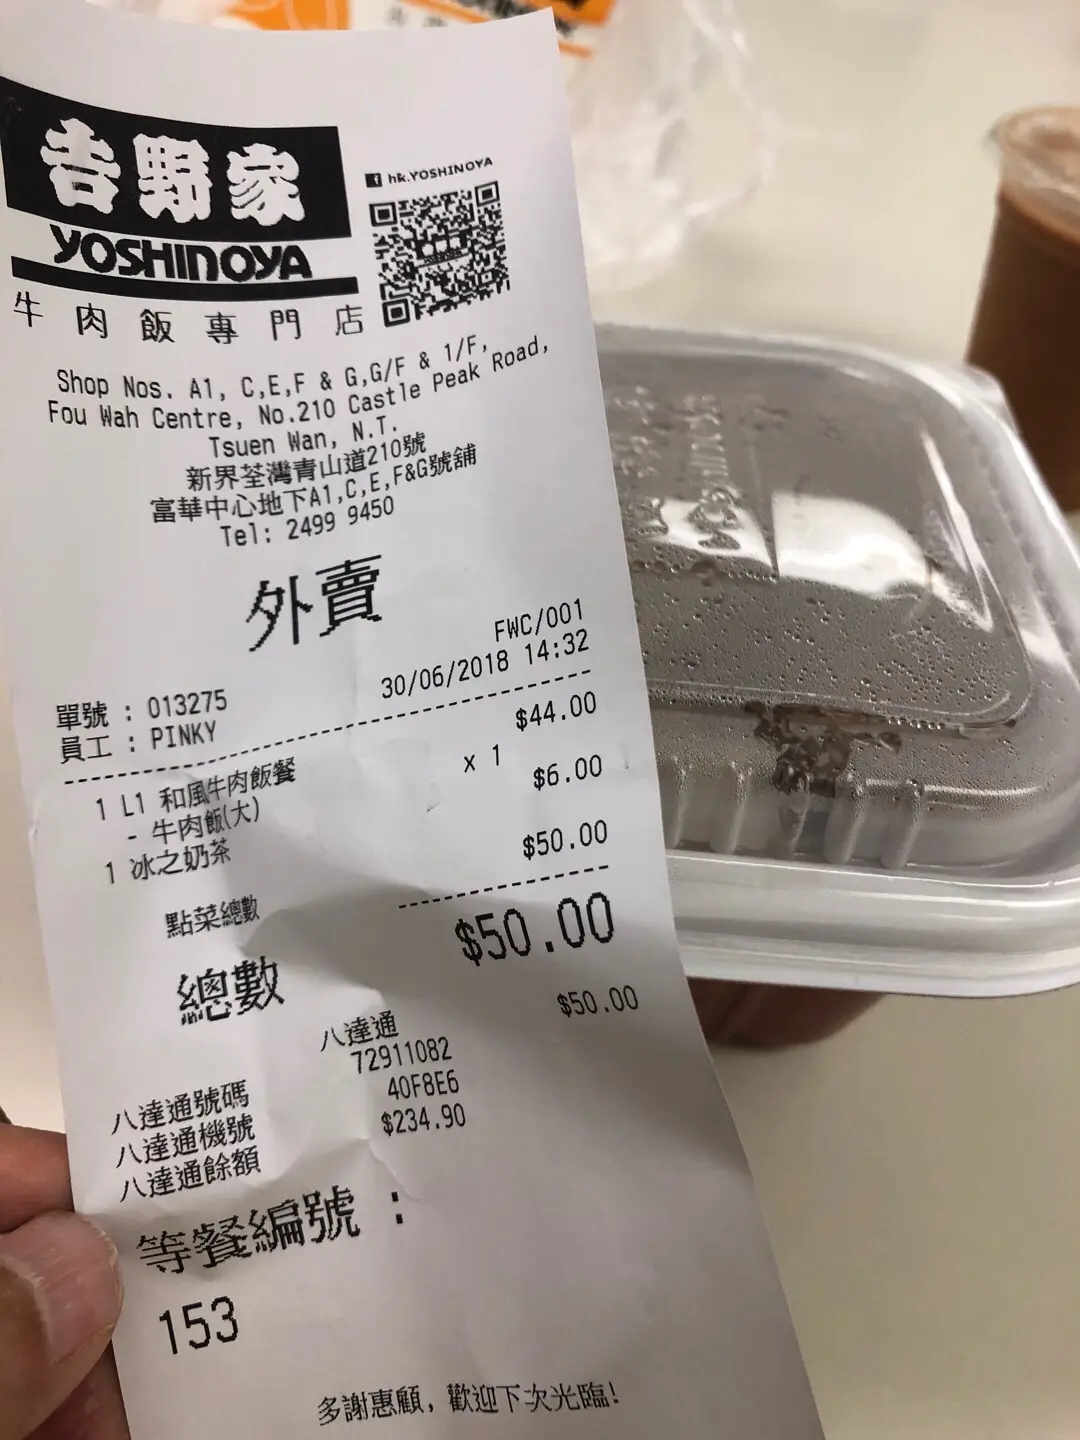 吉野家
YOSHINOYA
hk.YOSHINOYA
牛肉飯專門店
Shop Nos. A1, C,E,F & G,G/F & 1/F,
Fou Wah Centre, No.210 Castle Peak Road,
Tsuen Wan, N.T.
新界荃灣青山道210號
富華中心地下A1,C,E,F&G號舖
Tel: 2499 9450
外賣
FWC/001
單號 : 013275 30/06/2018 14:32
員工 : PINKY
1 L1 和風牛肉飯餐 $44.00
- 牛肉飯(大) x 1
1 冰之奶茶 $6.00
點菜總數 $50.00
總數 $50.00
八達通 $50.00
八達通號碼 72911082
八達通機號 40F8E6
八達通餘額 $234.90
等餐編號 :
153
多謝惠顧, 歡迎下次光臨!